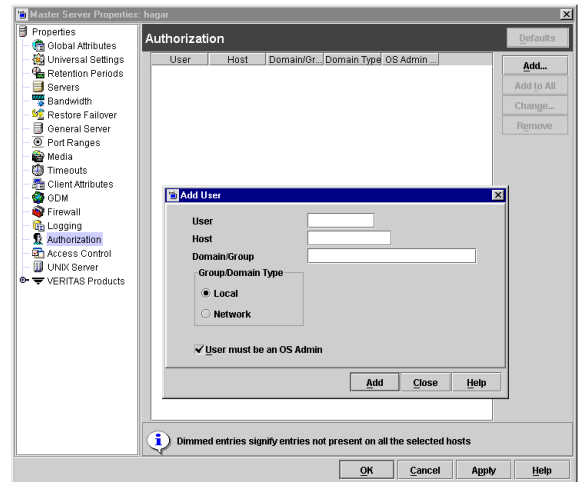 Master Server Properties: hagar
Properties
Global Attributes
Universal Settings
Retention Periods
Servers
Bandwidth
Restore Failover
General Server
Port Ranges
Media
Timeouts
Client Attributes
GDM
Firewall
Logging
Authorization
Access Control
UNIX Server
VERITAS Products
Authorization
Defaults
User Host Domain/Gr... Domain Type OS Admin ...
Add...
Add to All
Change...
Remove
Add User
User
Host
Domain/Group
Group/Domain Type
Local
Network
User must be an OS Admin
Add Close Help
Dimmed entries signify entries not present on all the selected hosts
OK Cancel Apply Help